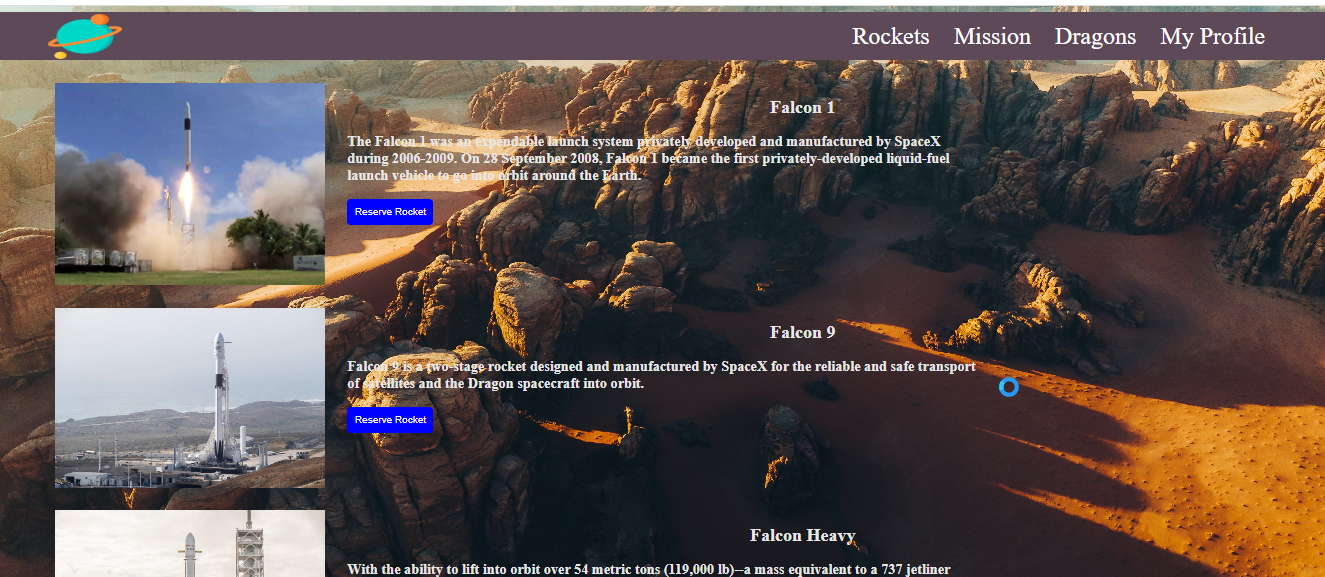 Rockets Mission Dragons My Profile
Falcon 1
The Falcon 1 was an expendable launch system privately developed and manufactured by SpaceX
during 2006-2009. On 28 September 2008, Falcon 1 became the first privately-developed liquid-fuel
launch vehicle to go into orbit around the Earth.
Reserve Rocket
Falcon 9
Falcon 9 is a two-stage rocket designed and manufactured by SpaceX for the reliable and safe transport
of satellites and the Dragon spacecraft into orbit.
Reserve Rocket
Falcon Heavy
With the ability to lift into orbit over 54 metric tons (119,000 lb)--a mass equivalent to a 737 jetliner